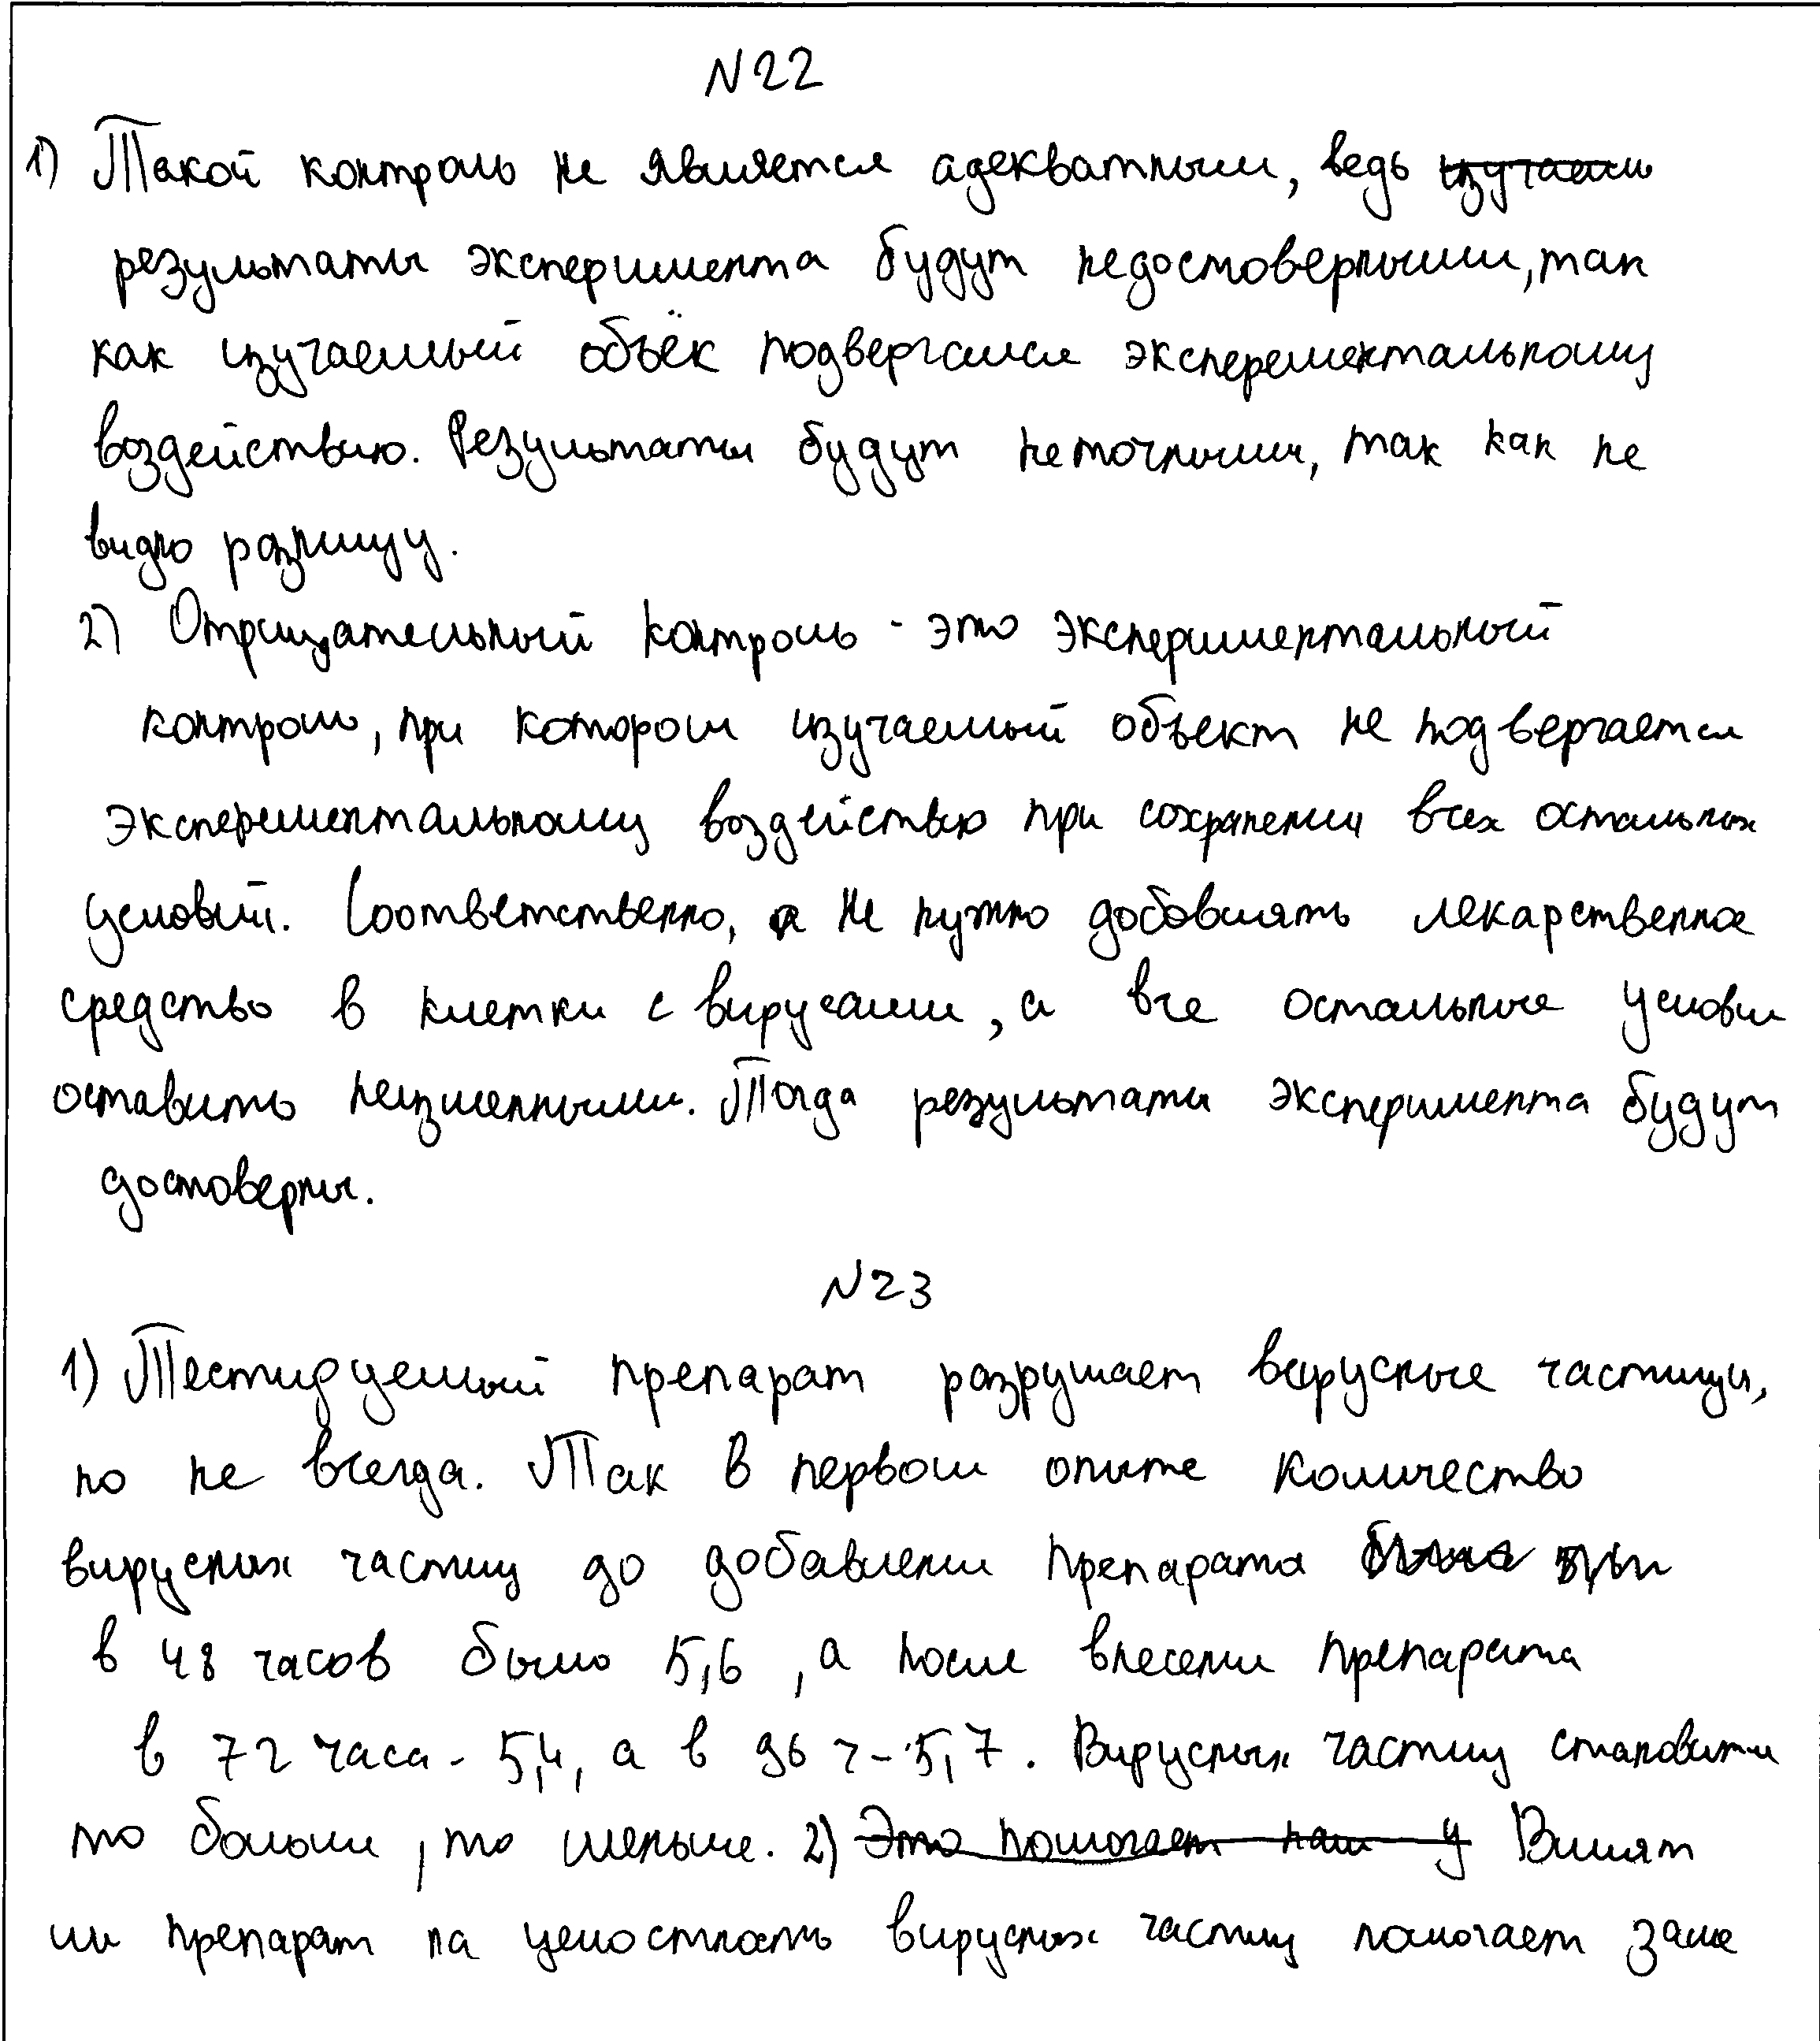 N22
1) Такой контроль не является адекватным, ведь изучаем
результаты эксперимента будут недостоверными, так
как изучаемый объёк подвергался эксперементальному
воздействию. Результаты будут неточными, так как не
видно разницу.
2) Отрицательный контроль - это экспериментальный
контроль, при котором изучаемый объект не подвергается
экспериментальному воздействию при сохранении всех остальных
условий. Соответственно, не нужно добавлять лекарственное
средство в клетки с вирусами, а все остальные условия
оставить неизменными. Тогда результаты эксперимента будут
достоверны.
N23
1) Тестируемый препарат разрушает вирусные частицы,
но не всегда. Так в первом опыте количество
вирусных частиц до добавления препарата
в 48 часов было 5,6, а после внесения препарата
в 72 часа - 5,4, а в 96 ч - 5,7. Вирусных частиц становится
то больше, то меньше. 2) Это помогает нам у Влият
ли препарат на целостность вирусных частиц помогает заме